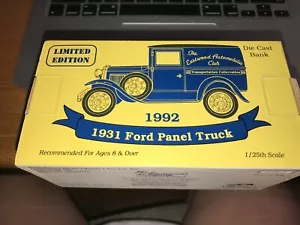 LIMITED
EDITION
Die Cast
Bank
The
Eastwood Automobile
Club
Transportation Collectables
1992
1931 Ford Panel Truck
Recommended For Ages 8 & Over
1/25th Scale